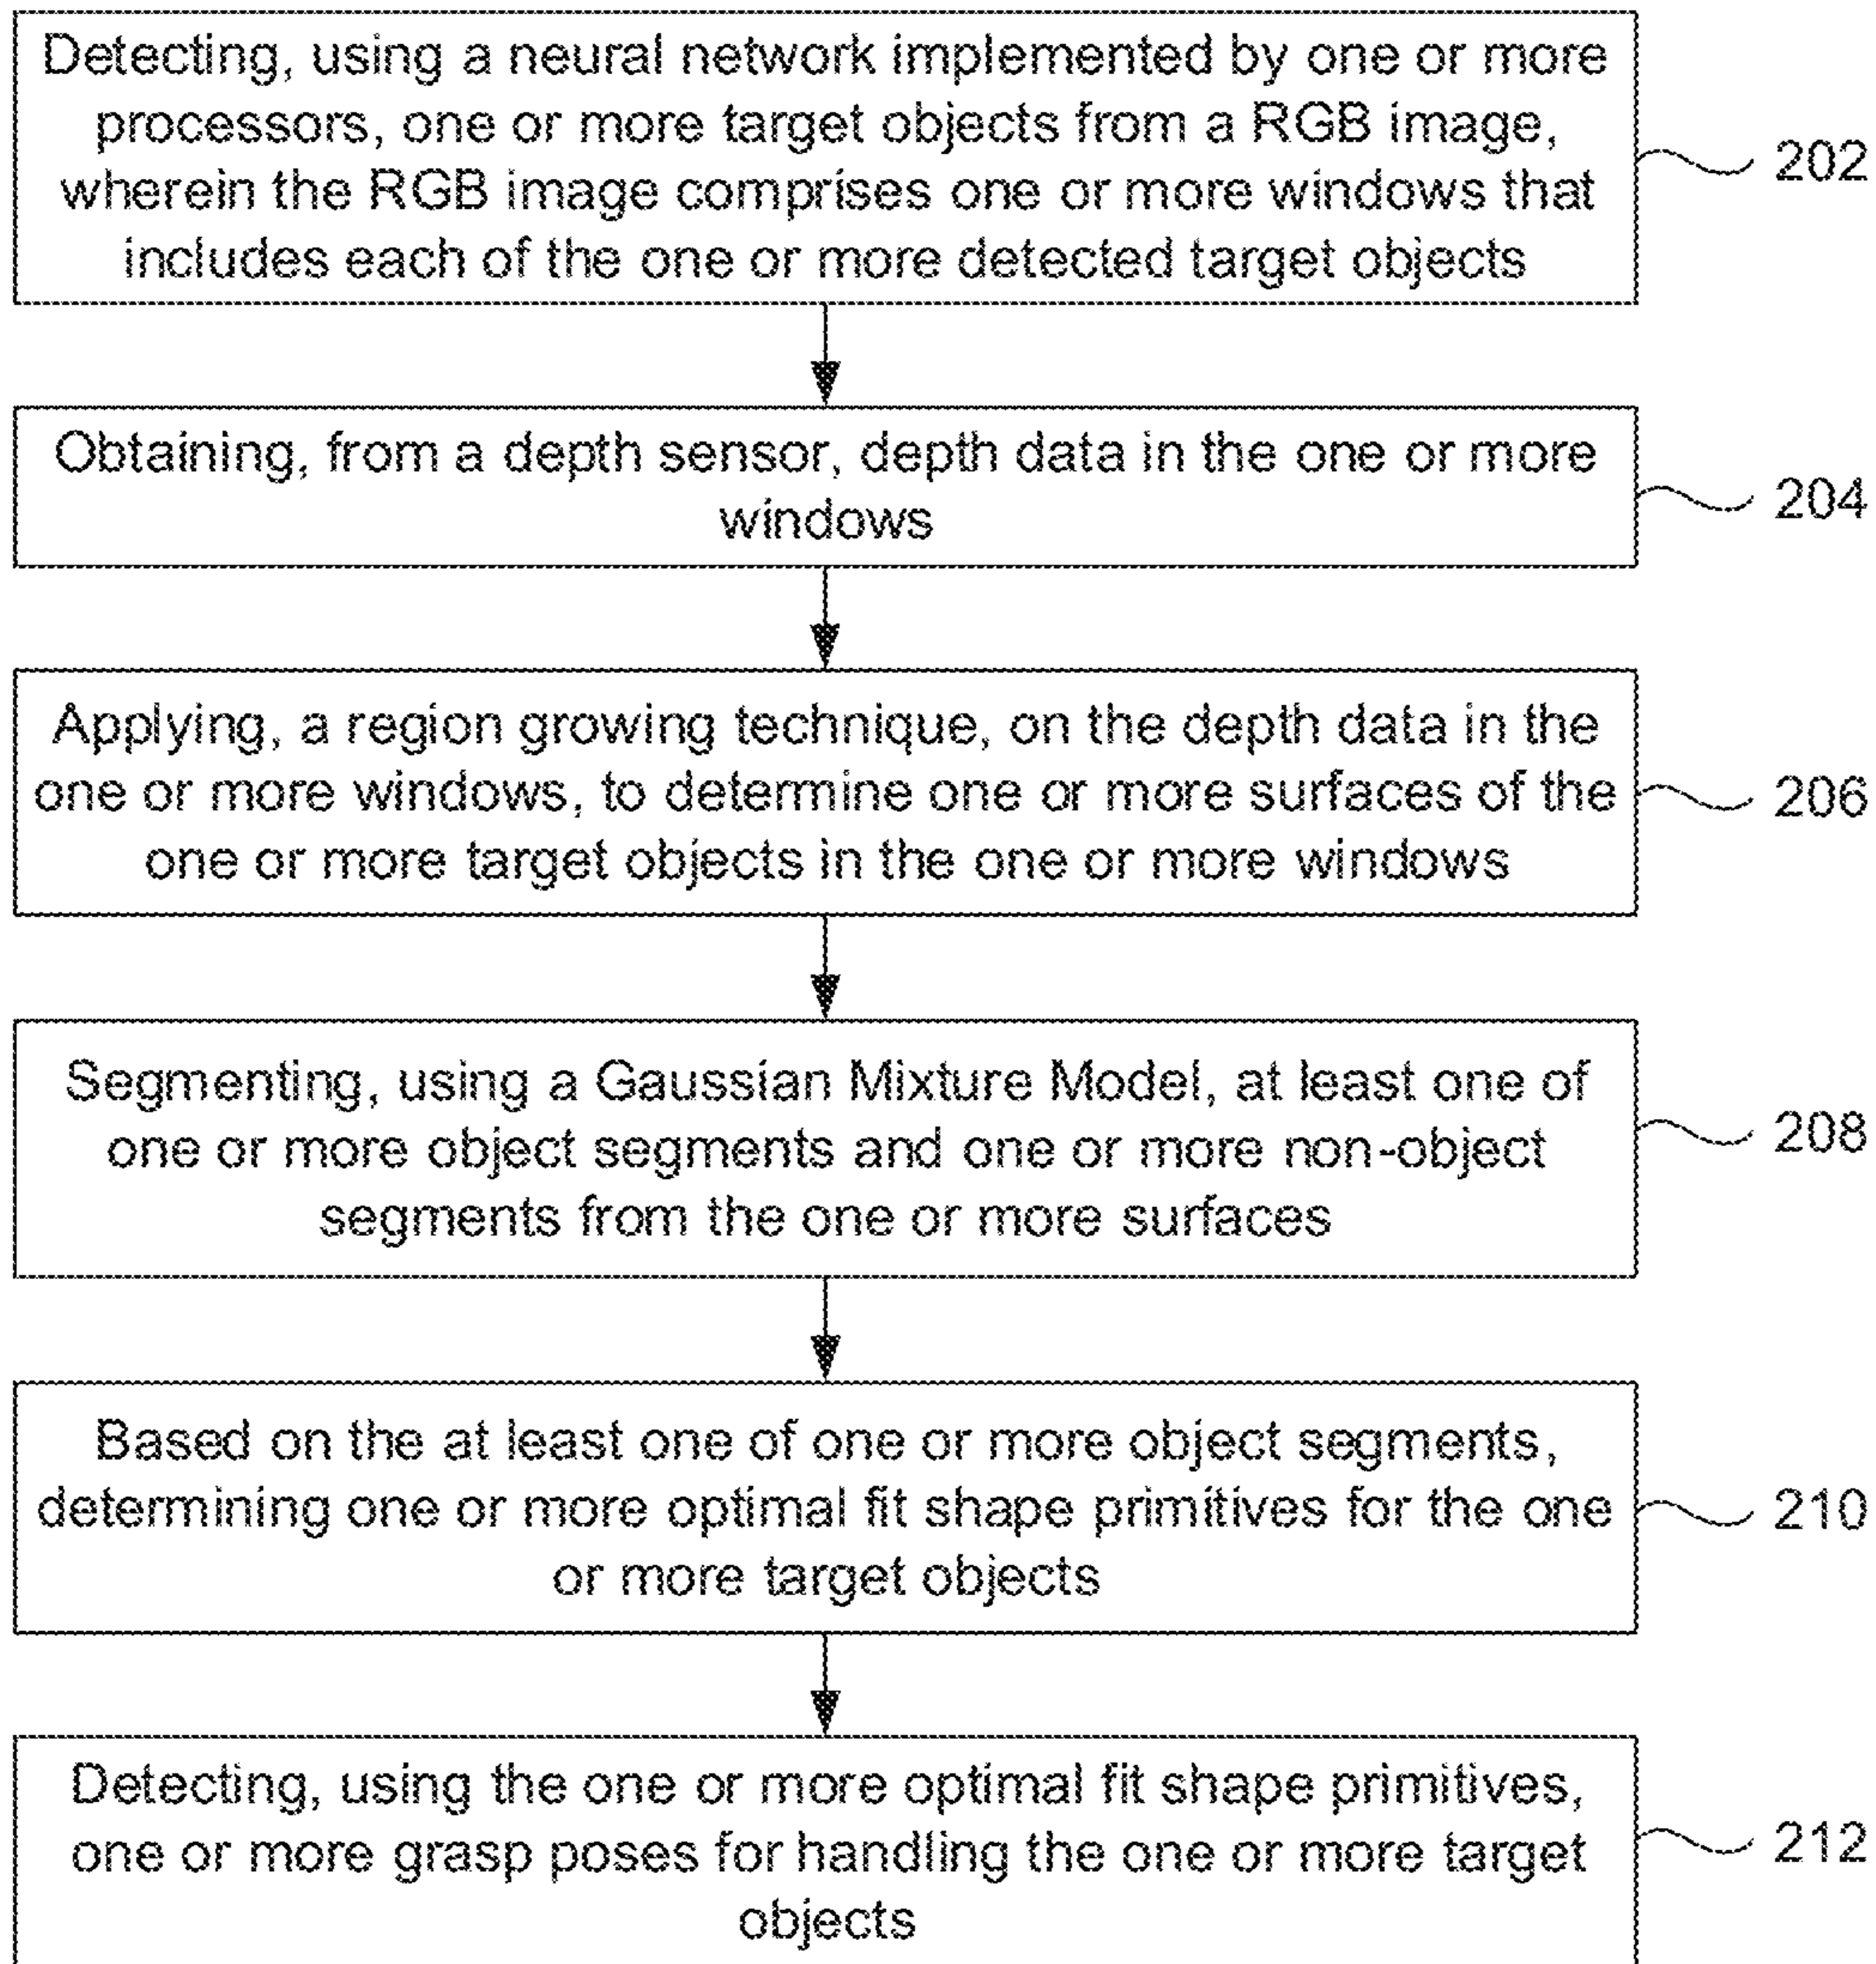 Detecting, using a neural network implemented by one or more
processors, one or more target objects from a RGB image,
wherein the RGB image comprises one or more windows that
includes each of the one or more detected target objects
202
Obtaining, from a depth sensor, depth data in the one or more
windows
204
Applying, a region growing technique, on the depth data in the
one or more windows, to determine one or more surfaces of the
one or more target objects in the one or more windows
206
Segmenting, using a Gaussian Mixture Model, at least one of
one or more object segments and one or more non-object
segments from the one or more surfaces
208
Based on the at least one of one or more object segments,
determining one or more optimal fit shape primitives for the one
or more target objects
210
Detecting, using the one or more optimal fit shape primitives,
one or more grasp poses for handling the one or more target
objects
212